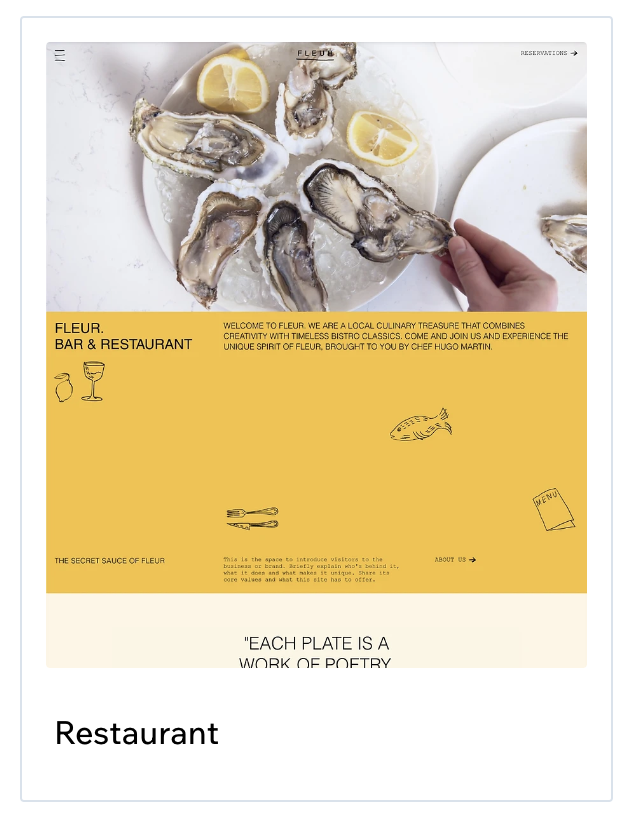 FLEUR
RESERVATIONS →
FLEUR.
BAR & RESTAURANT
WELCOME TO FLEUR. WE ARE A LOCAL CULINARY TREASURE THAT COMBINES
CREATIVITY WITH TIMELESS BISTRO CLASSICS. COME AND JOIN US AND EXPERIENCE THE
UNIQUE SPIRIT OF FLEUR, BROUGHT TO YOU BY CHEF HUGO MARTIN.
MENU
THE SECRET SAUCE OF FLEUR
This is the space to introduce visitors to the
business or brand. Briefly explain who's behind it,
what it does and what makes it unique. Share its
core values and what this site has to offer.
ABOUT US →
"EACH PLATE IS A
WORK OF POETRY
Restaurant